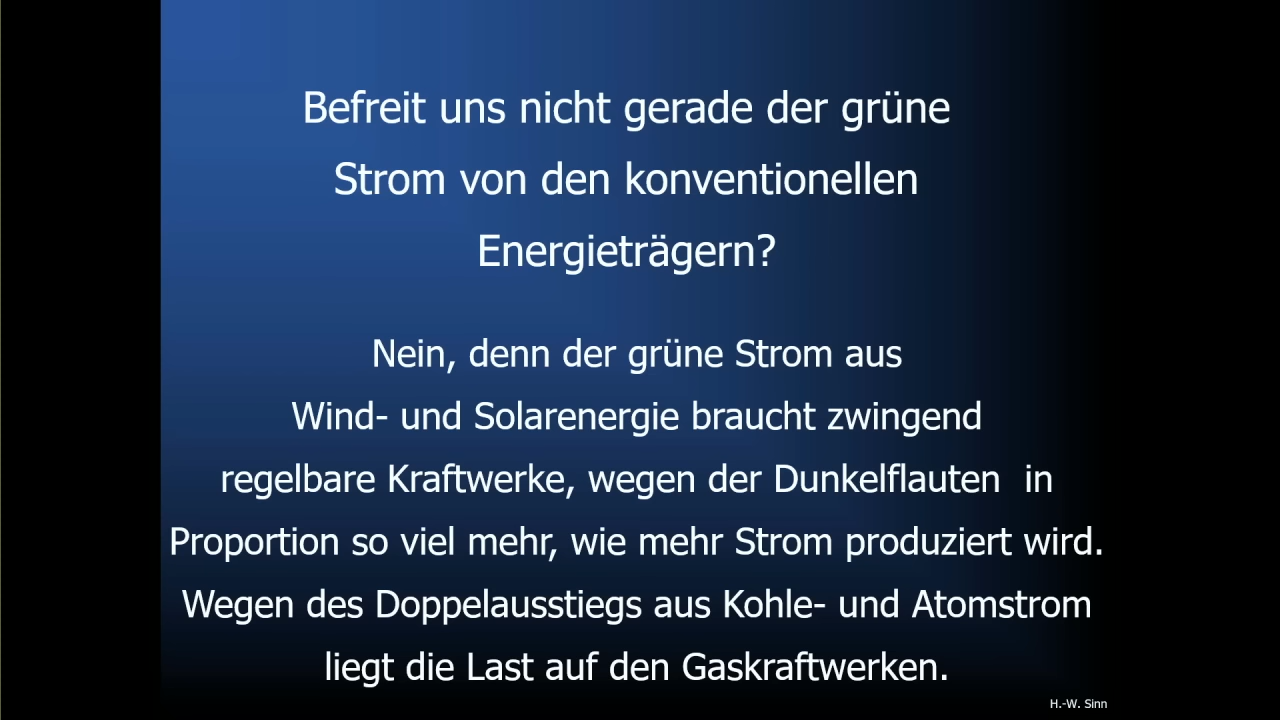 Befreit uns nicht gerade der grüne
Strom von den konventionellen
Energieträgern?
Nein, denn der grüne Strom aus
Wind- und Solarenergie braucht zwingend
regelbare Kraftwerke, wegen der Dunkelflauten  in
Proportion so viel mehr, wie mehr Strom produziert wird.
Wegen des Doppelausstiegs aus Kohle- und Atomstrom
liegt die Last auf den Gaskraftwerken.
H.-W. Sinn